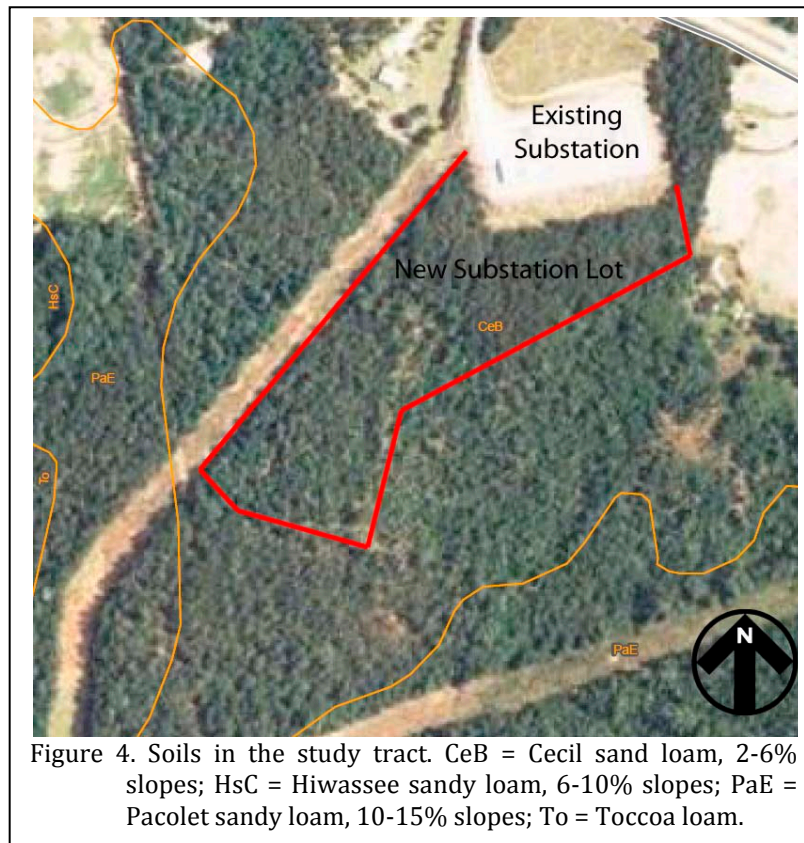 Existing
Substation
New Substation Lot
CeB
HsC
PaE
To
PaE
N
Figure 4. Soils in the study tract. CeB = Cecil sand loam, 2-6%
slopes; HsC = Hiwassee sandy loam, 6-10% slopes; PaE =
Pacolet sandy loam, 10-15% slopes; To = Toccoa loam.